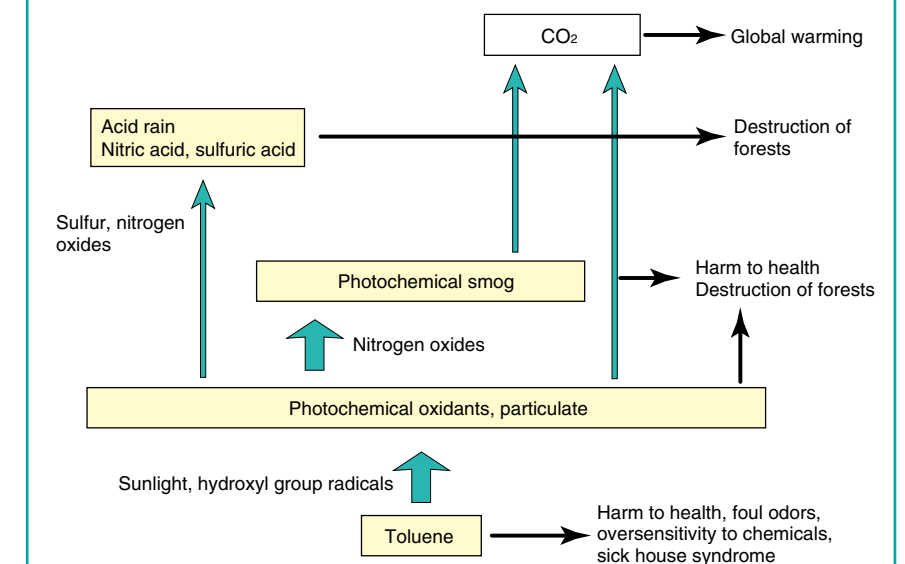 CO₂
Global warming
Acid rain
Nitric acid, sulfuric acid
Destruction of
forests
Sulfur, nitrogen
oxides
Photochemical smog
Harm to health
Destruction of forests
Nitrogen oxides
Photochemical oxidants, particulate
Sunlight, hydroxyl group radicals
Toluene
Harm to health, foul odors,
oversensitivity to chemicals,
sick house syndrome